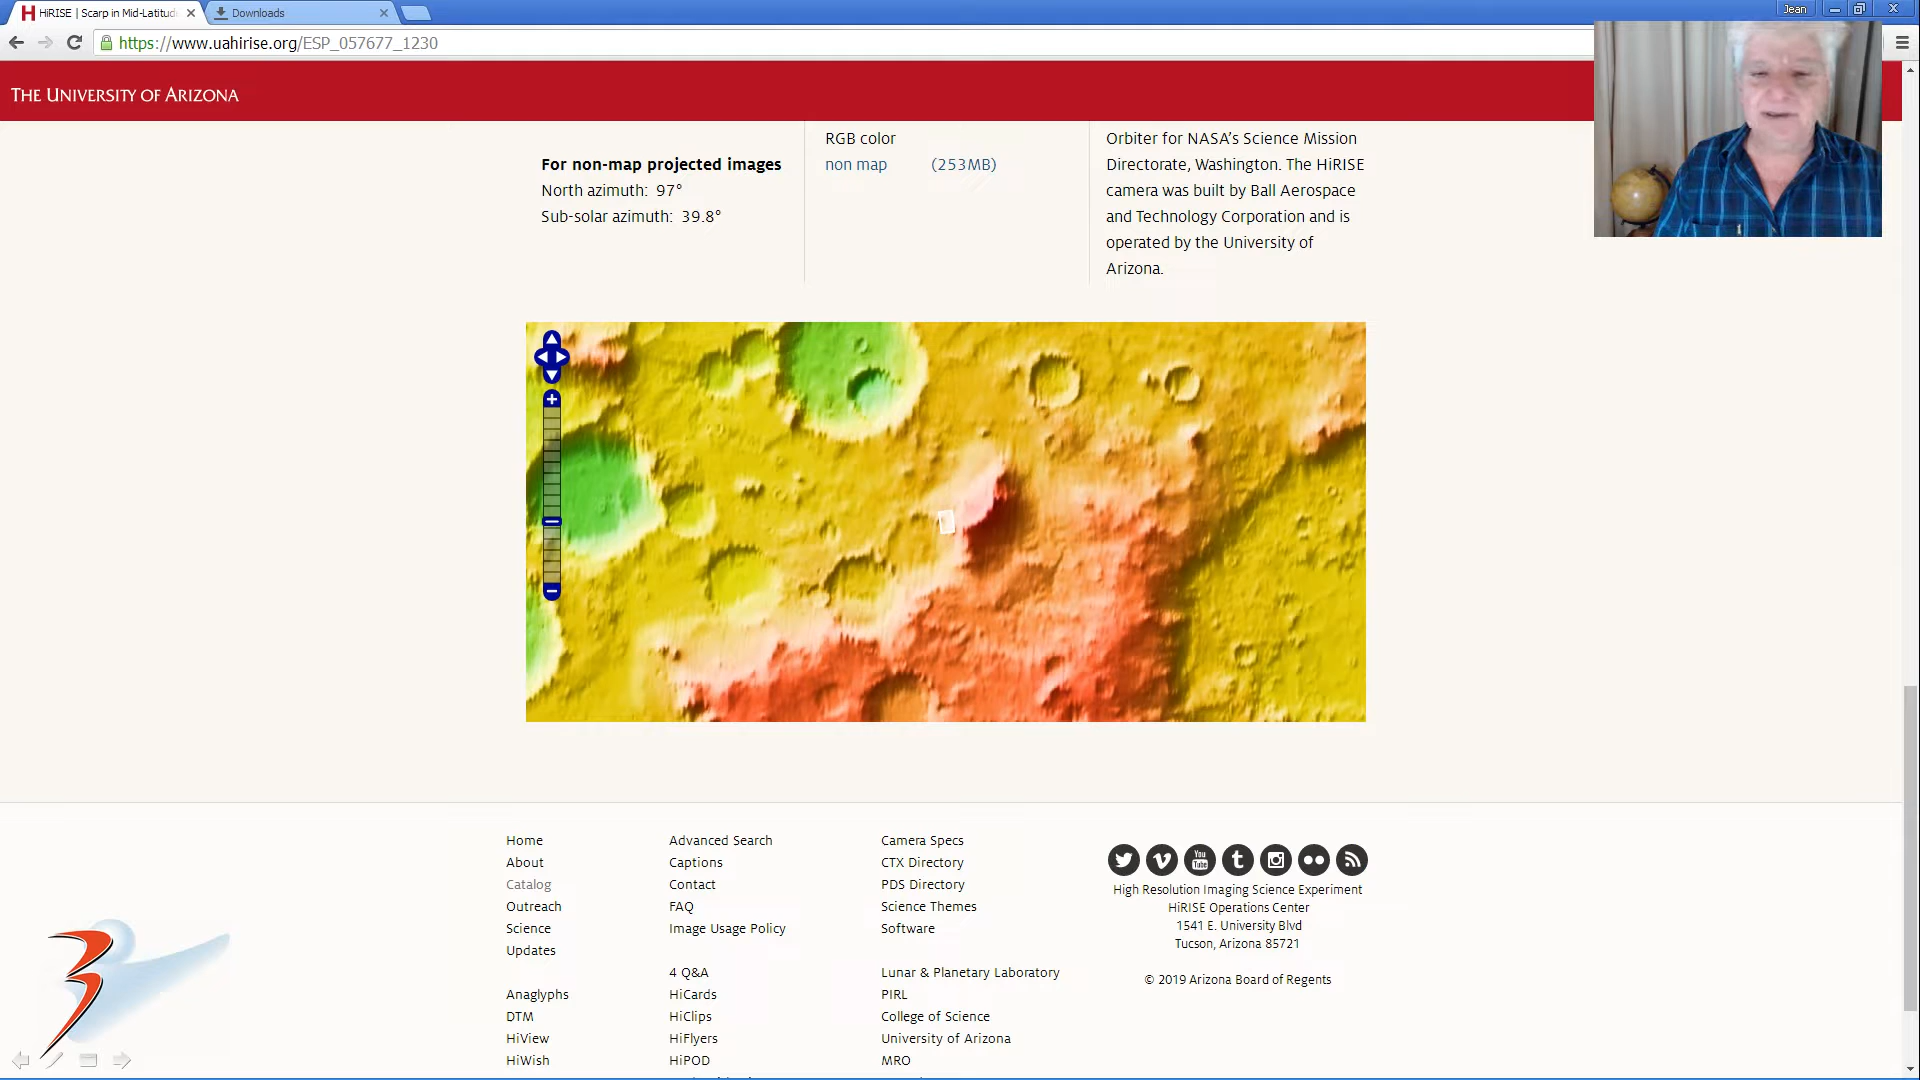 HiRISE | Scarp in Mid-Latitud
Downloads
Jean
https://www.uahirise.org/ESP_057677_1230
THE UNIVERSITY OF ARIZONA
For non-map projected images
North azimuth: 97°
Sub-solar azimuth: 39.8°
RGB color
non map (253MB)
Orbiter for NASA’s Science Mission
Directorate, Washington. The HiRISE
camera was built by Ball Aerospace
and Technology Corporation and is
operated by the University of
Arizona.
Home
About
Catalog
Outreach
Science
Updates
Anaglyphs
DTM
HiView
HiWish
Advanced Search
Captions
Contact
FAQ
Image Usage Policy
4 Q&A
HiCards
HiClips
HiFlyers
HiPOD
Camera Specs
CTX Directory
PDS Directory
Science Themes
Software
Lunar & Planetary Laboratory
PIRL
College of Science
University of Arizona
MRO
You
Tube
High Resolution Imaging Science Experiment
HiRISE Operations Center
1541 E. University Blvd
Tucson, Arizona 85721
© 2019 Arizona Board of Regents